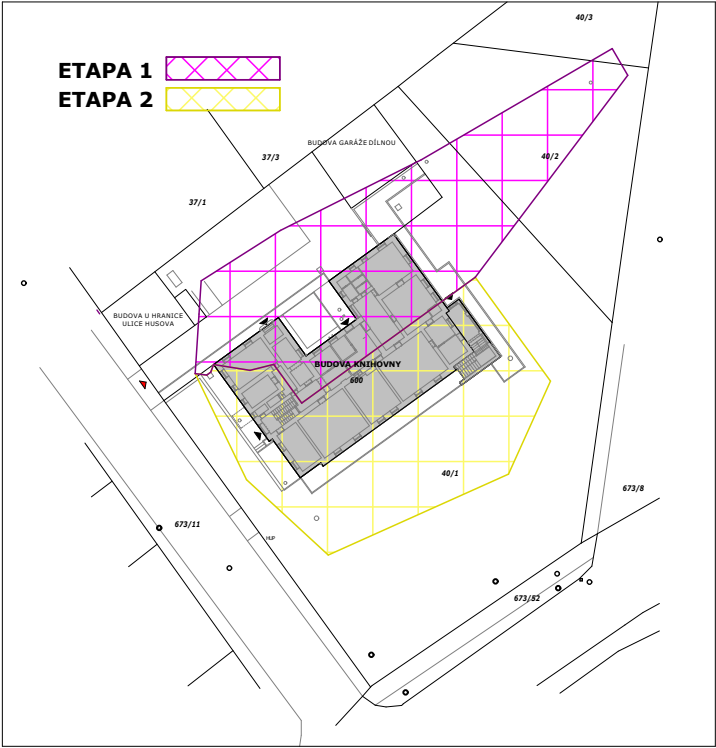 40/3
ETAPA 1
ETAPA 2
BUDOVA GARÁŽE DÍLNOU
37/3
40/2
37/1
BUDOVA U HRANICE
ULICE HUSOVA
BUDOVA KNIHOVNY
600
40/1
673/8
673/11
HUP
673/52